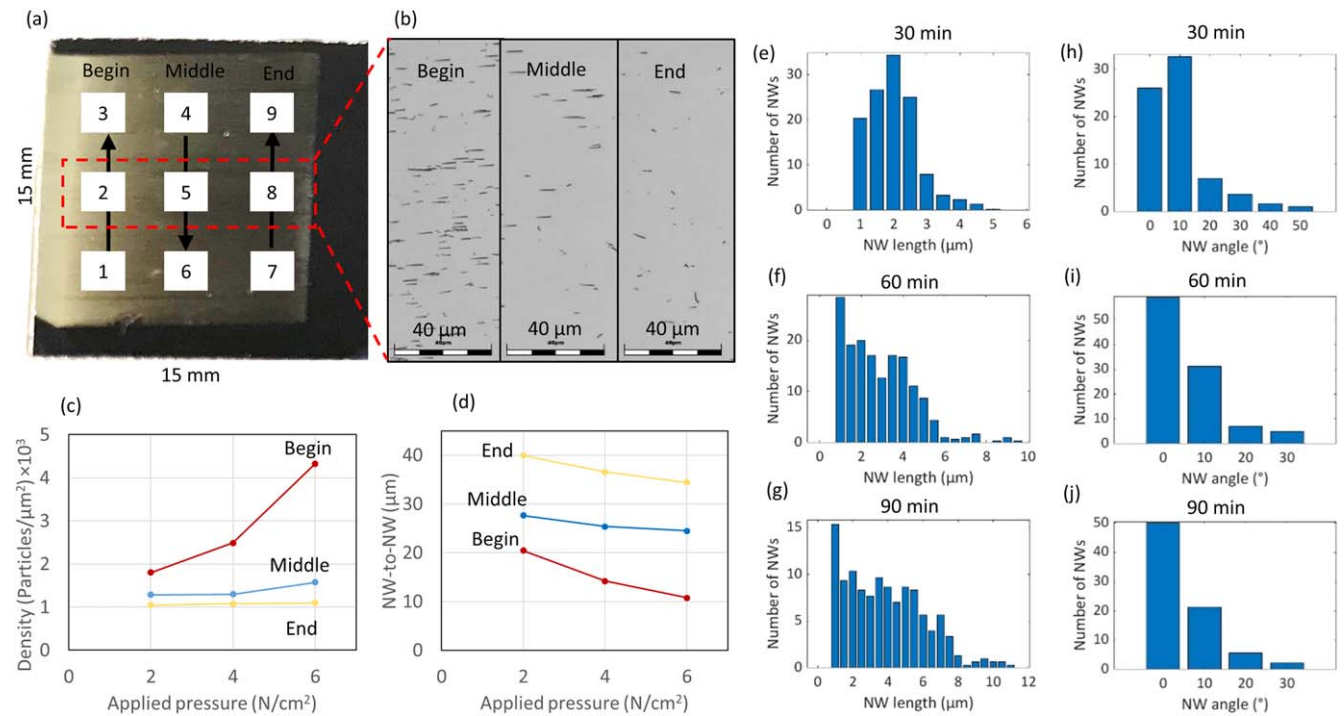 (a)
Begin Middle End
3 4 9
2 5 8
1 6 7
15 mm
15 mm
(b)
Begin Middle End
40 μm 40 μm 40 μm
40μm 40μm 40μm
(c)
Density (Particles/μm²) ×10³
5
4
3
2
1
0
Begin
Middle
End
0 2 4 6
Applied pressure (N/cm²)
(d)
NW-to-NW (μm)
40
30
20
10
0
End
Middle
Begin
0 2 4 6
Applied pressure (N/cm²)
(e)
30 min
Number of NWs
30
20
10
0
0 1 2 3 4 5 6
NW length (μm)
(f)
60 min
Number of NWs
20
10
0
0 2 4 6 8 10
NW length (μm)
(g)
90 min
Number of NWs
15
10
5
0
0 2 4 6 8 10 12
NW length (μm)
(h)
30 min
Number of NWs
30
20
10
0
0 10 20 30 40 50
NW angle (°)
(i)
60 min
Number of NWs
50
40
30
20
10
0
0 10 20 30
NW angle (°)
(j)
90 min
Number of NWs
50
40
30
20
10
0
0 10 20 30
NW angle (°)